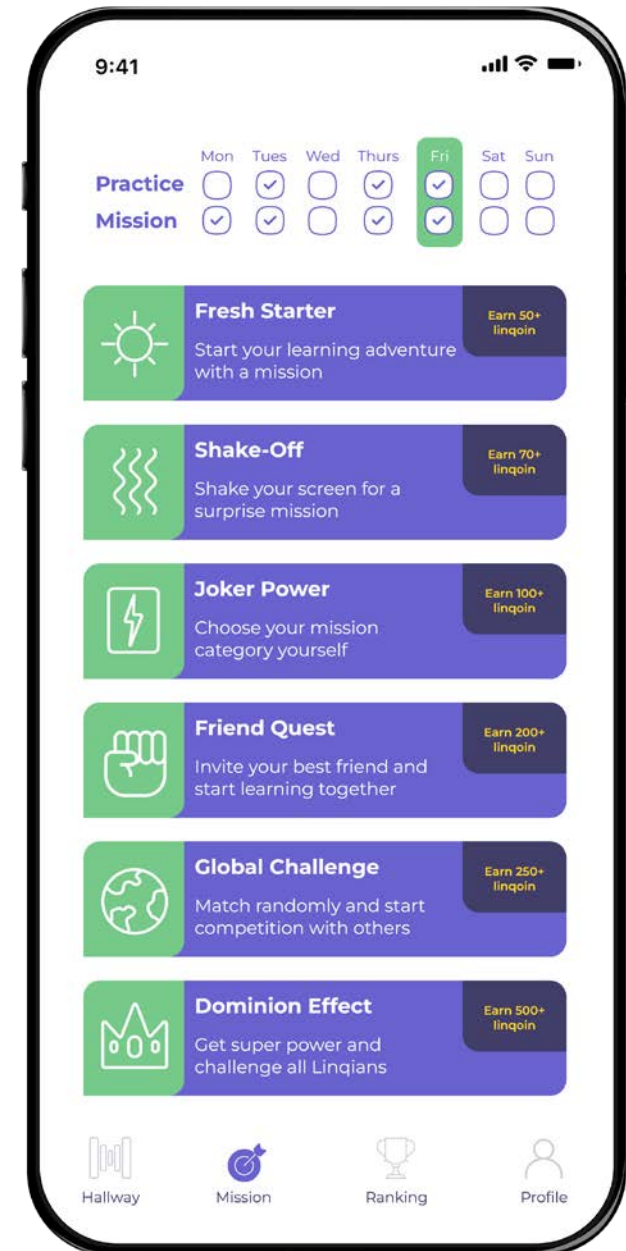 9:41
Mon Tues Wed Thurs Fri Sat Sun
Practice
Mission
Fresh Starter
Start your learning adventure
with a mission
Earn 50+
linqoin
Shake-Off
Shake your screen for a
surprise mission
Earn 70+
linqoin
Joker Power
Choose your mission
category yourself
Earn 100+
linqoin
Friend Quest
Invite your best friend and
start learning together
Earn 200+
linqoin
Global Challenge
Match randomly and start
competition with others
Earn 250+
linqoin
Dominion Effect
Get super power and
challenge all Linqians
Earn 500+
linqoin
Hallway Mission Ranking Profile